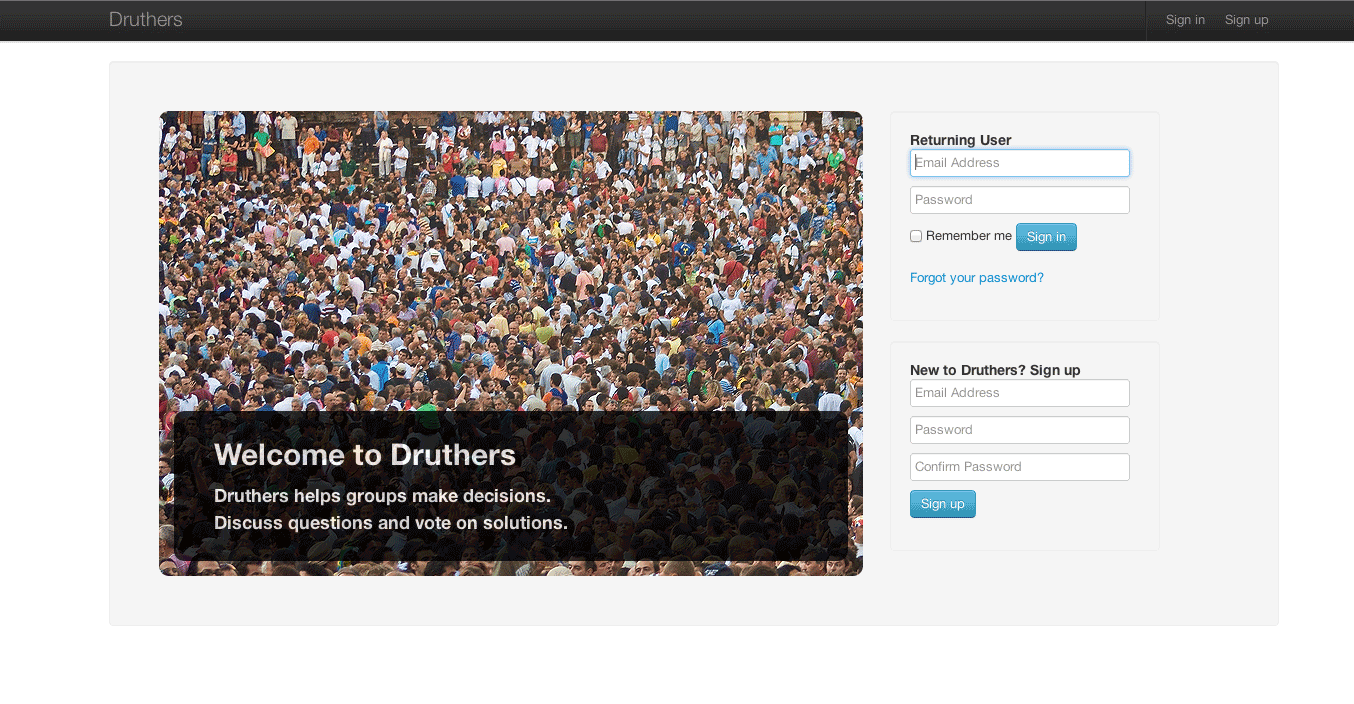 Druthers
Sign in
Sign up
Returning User
Email Address
Password
Remember me
Sign in
Forgot your password?
New to Druthers? Sign up
Email Address
Password
Confirm Password
Sign up
Welcome to Druthers
Druthers helps groups make decisions.
Discuss questions and vote on solutions.